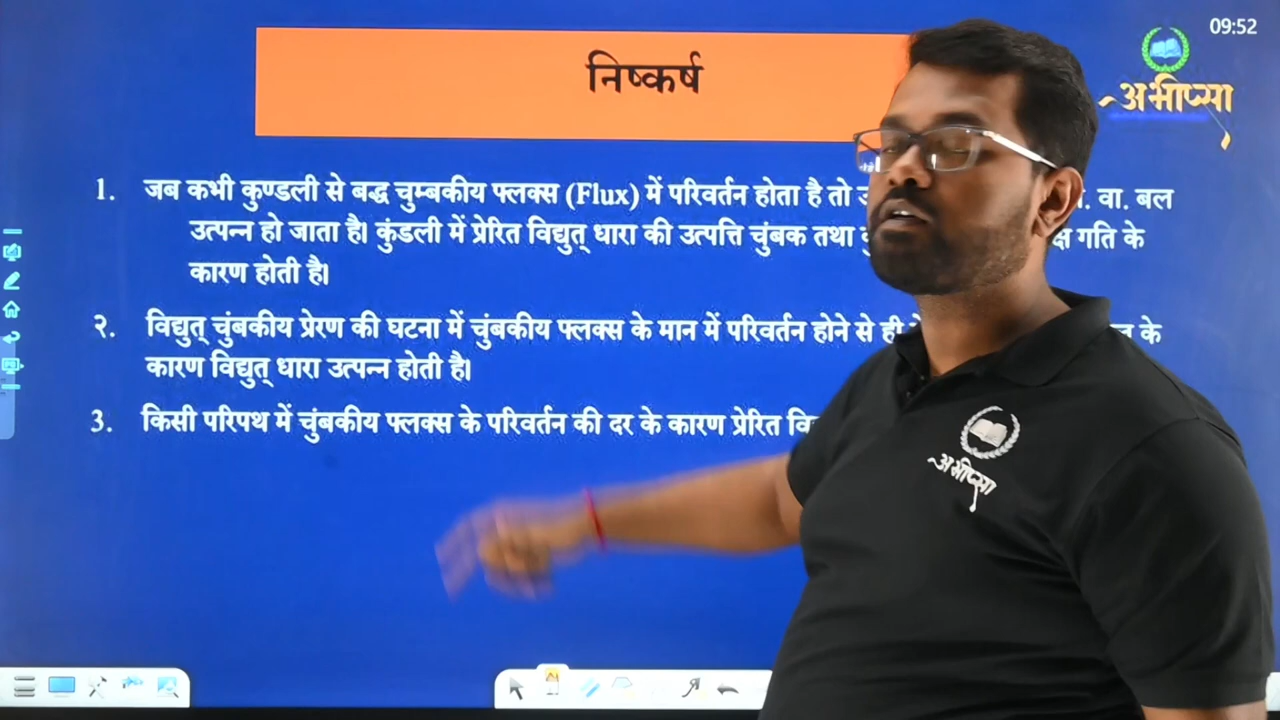 09:52
निष्कर्ष
अभीप्सा
1. जब कभी कुण्डली से बद्ध चुम्बकीय फ्लक्स (Flux) में परिवर्तन होता है तो वा. बल
उत्पन्न हो जाता है। कुंडली में प्रेरित विद्युत् धारा की उत्पत्ति चुंबक तथा गति के
कारण होती है।
२. विद्युत् चुंबकीय प्रेरण की घटना में चुंबकीय फ्लक्स के मान में परिवर्तन होने से ही के
कारण विद्युत् धारा उत्पन्न होती है।
3. किसी परिपथ में चुंबकीय फ्लक्स के परिवर्तन की दर के कारण प्रेरित
अभीप्सा